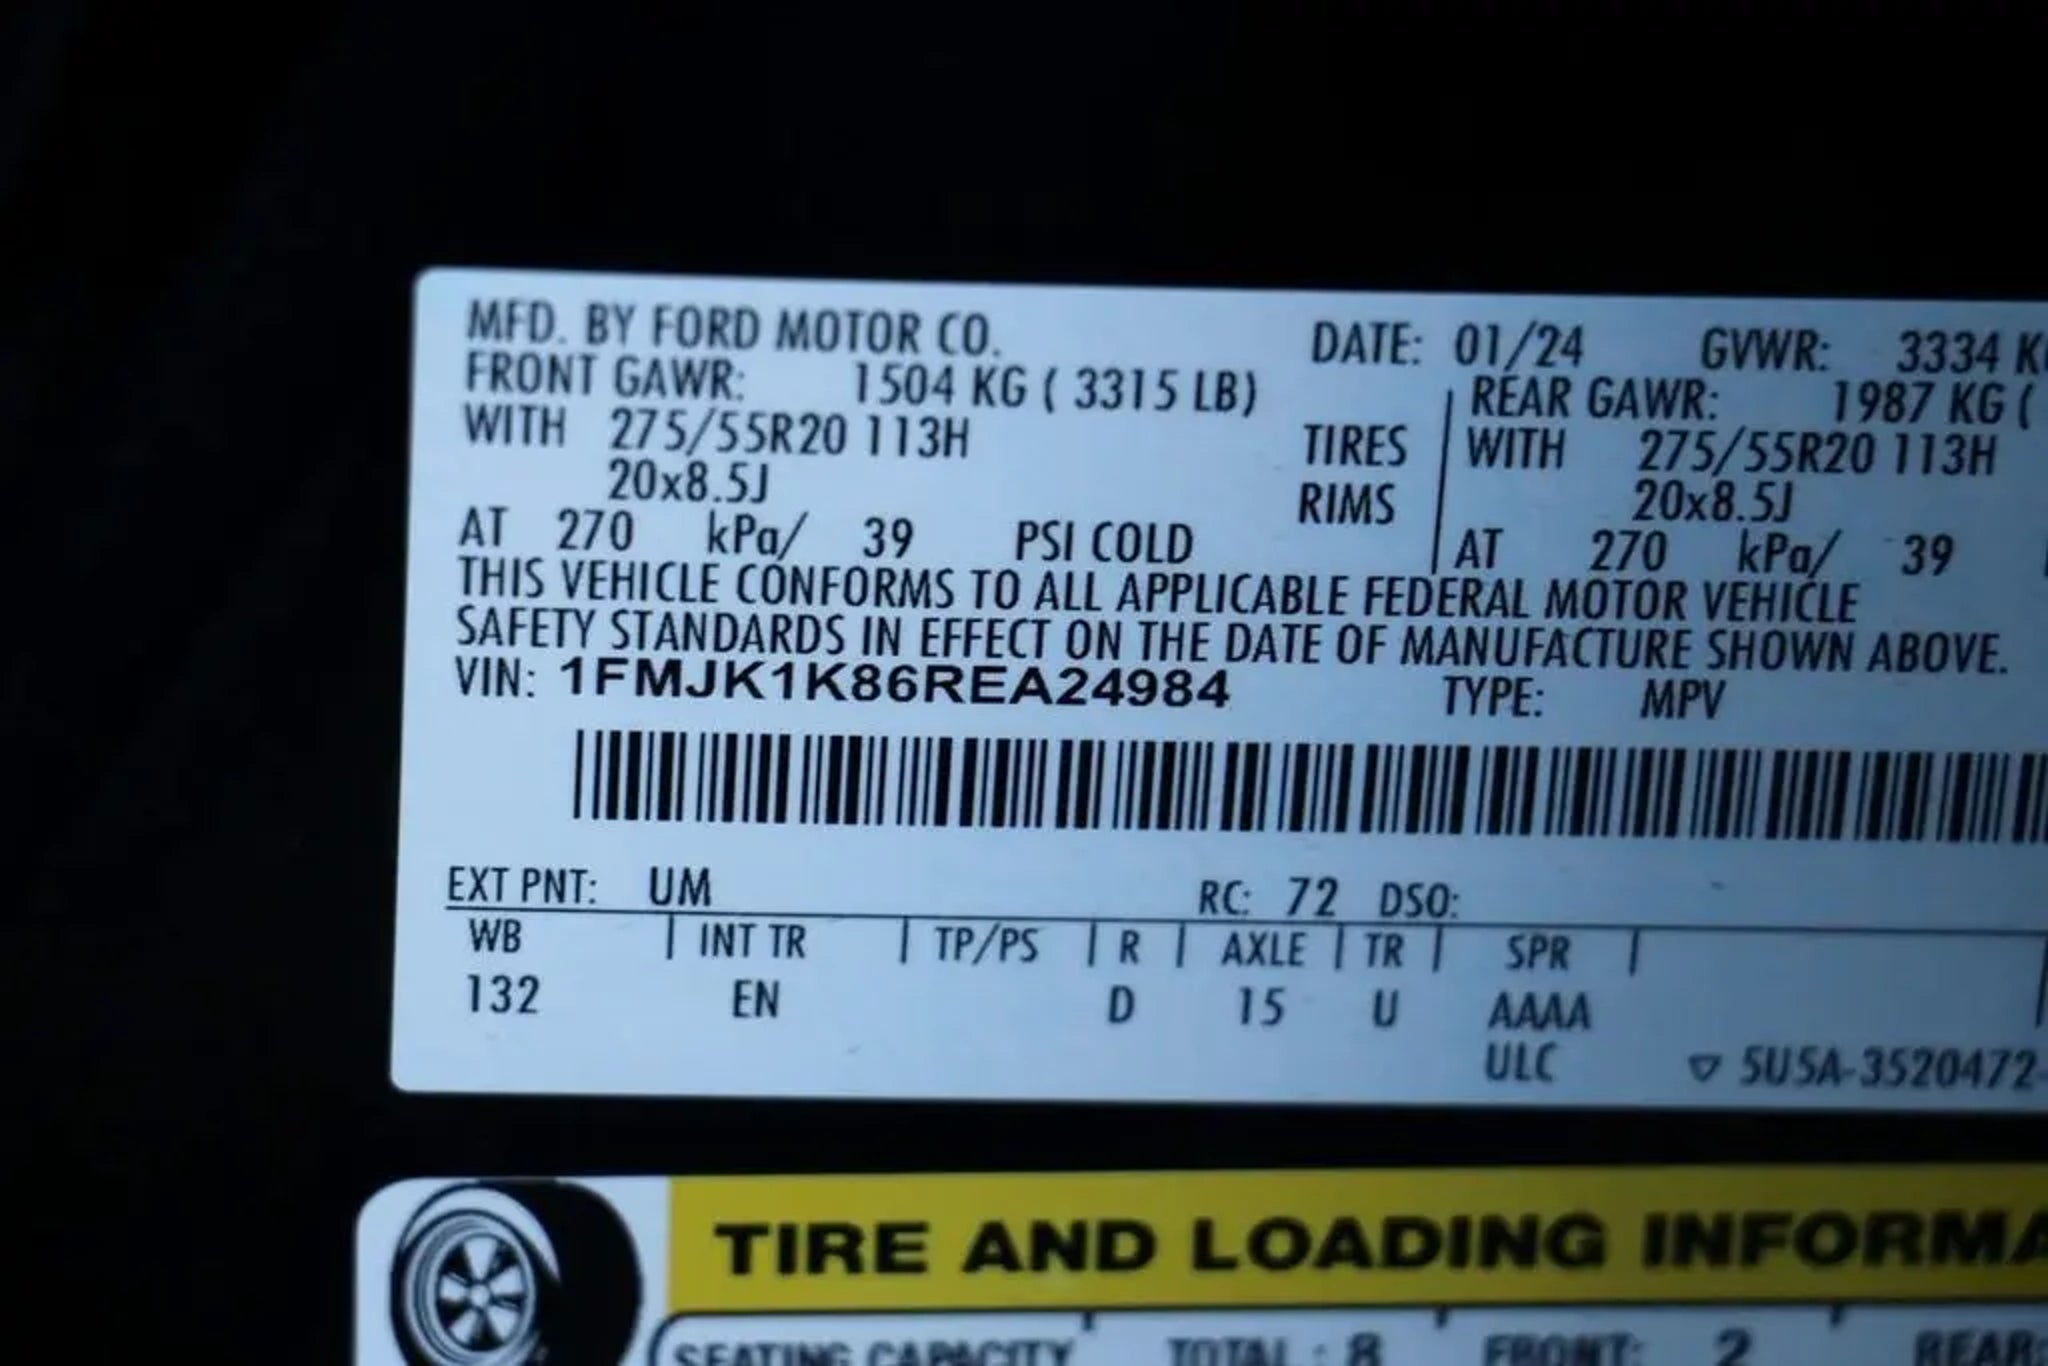 MFD. BY FORD MOTOR CO. DATE: 01/24 GVWR: 3334 K
FRONT GAWR: 1504 KG ( 3315 LB) REAR GAWR: 1987 KG (
WITH 275/55R20 113H TIRES WITH 275/55R20 113H
20x8.5J RIMS 20x8.5J
AT 270 kPa/ 39 PSI COLD AT 270 kPa/ 39
THIS VEHICLE CONFORMS TO ALL APPLICABLE FEDERAL MOTOR VEHICLE
SAFETY STANDARDS IN EFFECT ON THE DATE OF MANUFACTURE SHOWN ABOVE.
VIN: 1FMJK1K86REA24984 TYPE: MPV
EXT PNT: UM RC: 72 DSO:
WB INT TR TP/PS R AXLE TR SPR
132 EN D 15 U AAAA
ULC ▽ 5U5A-3520472-
TIRE AND LOADING INFORMA
SEATING CAPACITY TOTAL : 8 FRONT: 2 REAR: